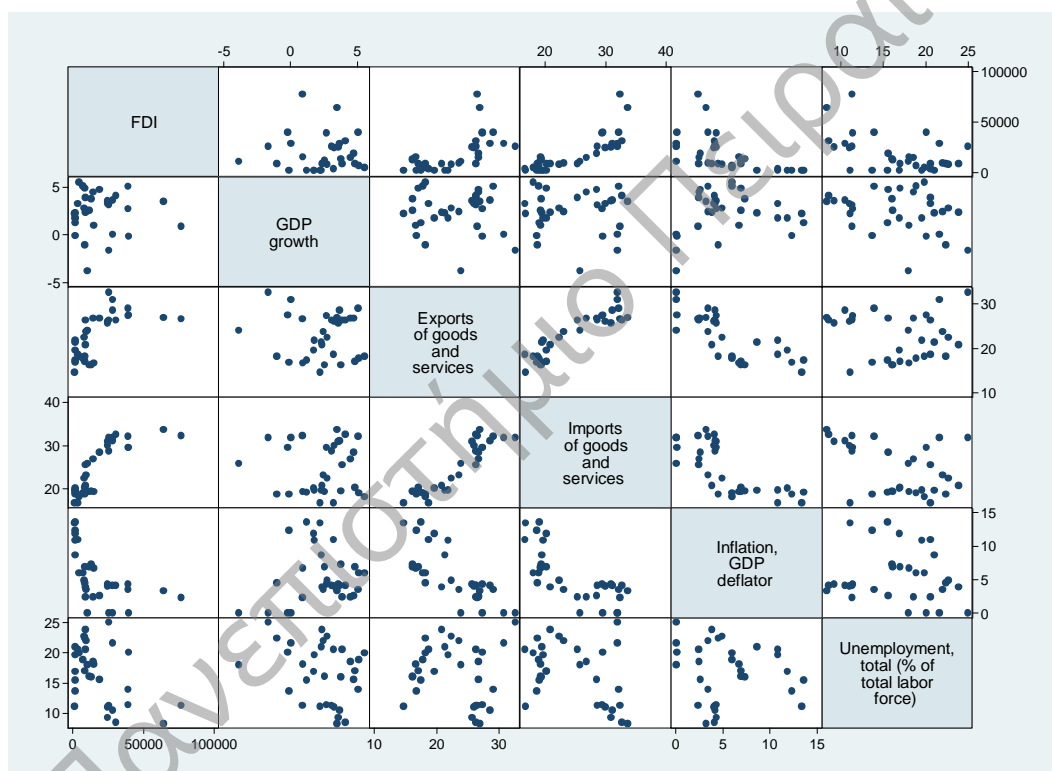 -5 0 5 20 30 40 10 15 20 25
FDI
100000
50000
0
5
0
-5
GDP
growth
Exports
of goods
and
services
30
20
10
40
30
20
Imports
of goods
and
services
Inflation,
GDP
deflator
15
10
5
0
25
20
15
10
Unemployment,
total (% of
total labor
force)
0 50000 100000 10 20 30 0 5 10 15
Πανεπιστήμιο